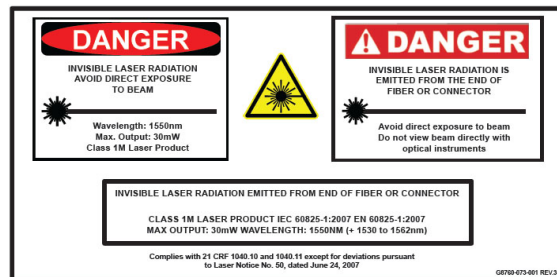 DANGER
INVISIBLE LASER RADIATION
AVOID DIRECT EXPOSURE
TO BEAM
Wavelength: 1550nm
Max. Output: 30mW
Class 1M Laser Product
DANGER
INVISIBLE LASER RADIATION IS
EMITTED FROM THE END OF
FIBER OR CONNECTOR
Avoid direct exposure to beam
Do not view beam directly with
optical instruments
INVISIBLE LASER RADIATION EMITTED FROM END OF FIBER OR CONNECTOR
CLASS 1M LASER PRODUCT IEC 60825-1:2007 EN 60825-1:2007
MAX OUTPUT: 30mW WAVELENGTH: 1550NM (+ 1530 to 1562nm)
Complies with 21 CRF 1040.10 and 1040.11 except for deviations pursuant
to Laser Notice No. 50, dated June 24, 2007